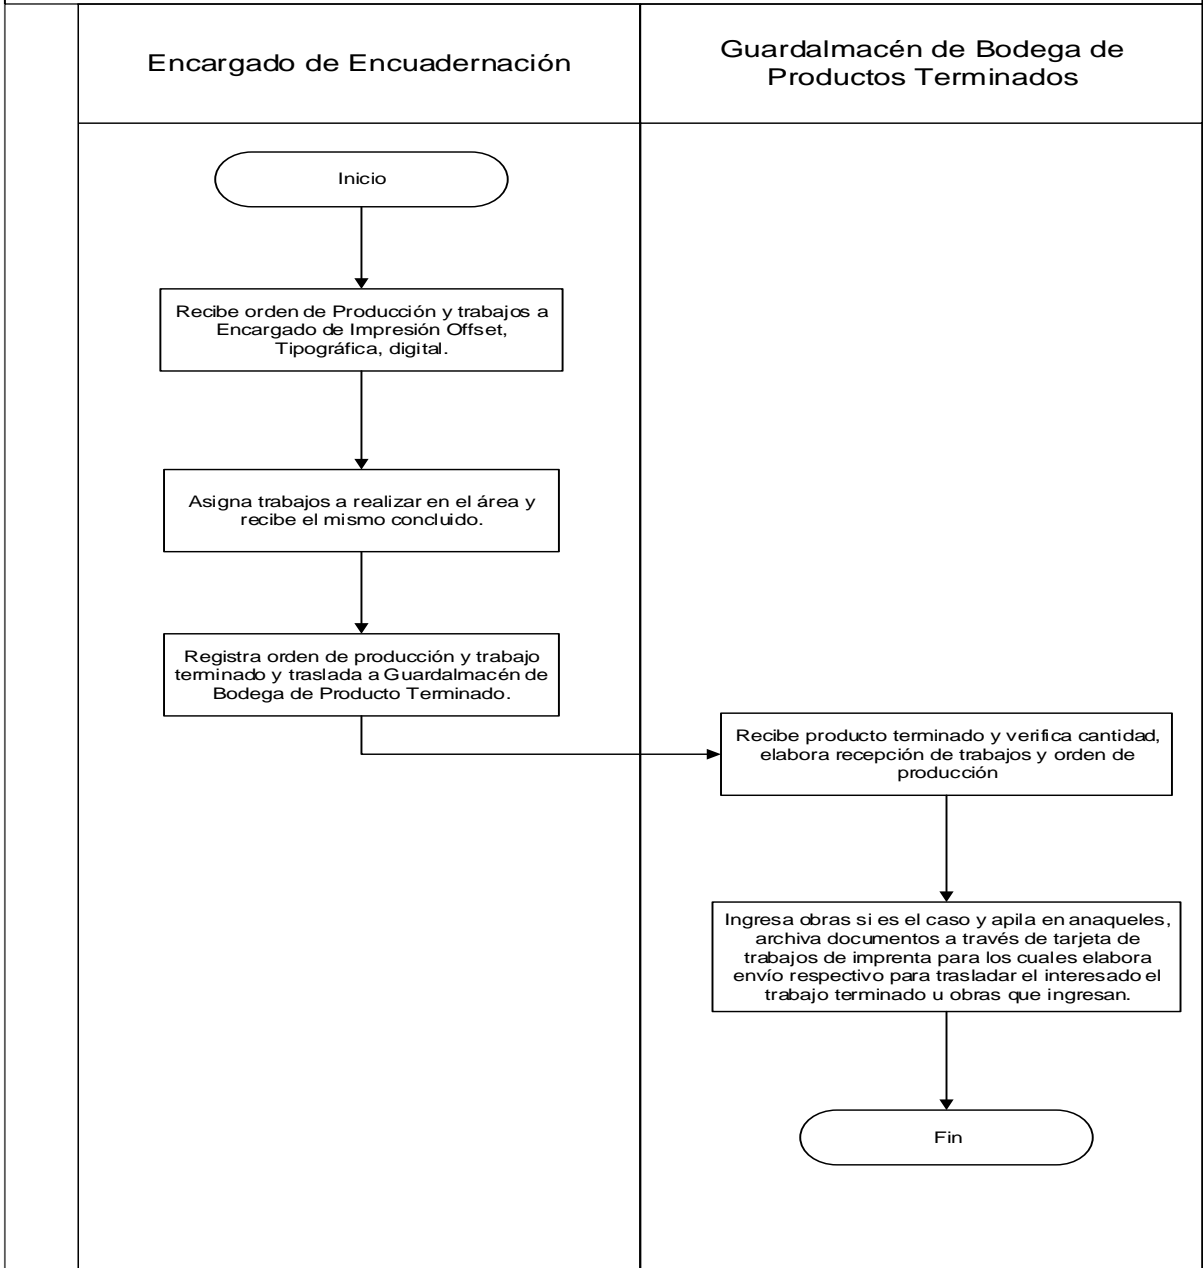 Encargado de Encuadernación
Guardalmacén de Bodega de
Productos Terminados
Inicio
Recibe orden de Producción y trabajos a
Encargado de Impresión Offset,
Tipográfica, digital.
Asigna trabajos a realizar en el área y
recibe el mismo concluido.
Registra orden de producción y trabajo
terminado y traslada a Guardalmacén de
Bodega de Producto Terminado.
Recibe producto terminado y verifica cantidad,
elabora recepción de trabajos y orden de
producción
Ingresa obras si es el caso y apila en anaqueles,
archiva documentos a través de tarjeta de
trabajos de imprenta para los cuales elabora
envío respectivo para trasladar el interesado el
trabajo terminado u obras que ingresan.
Fin